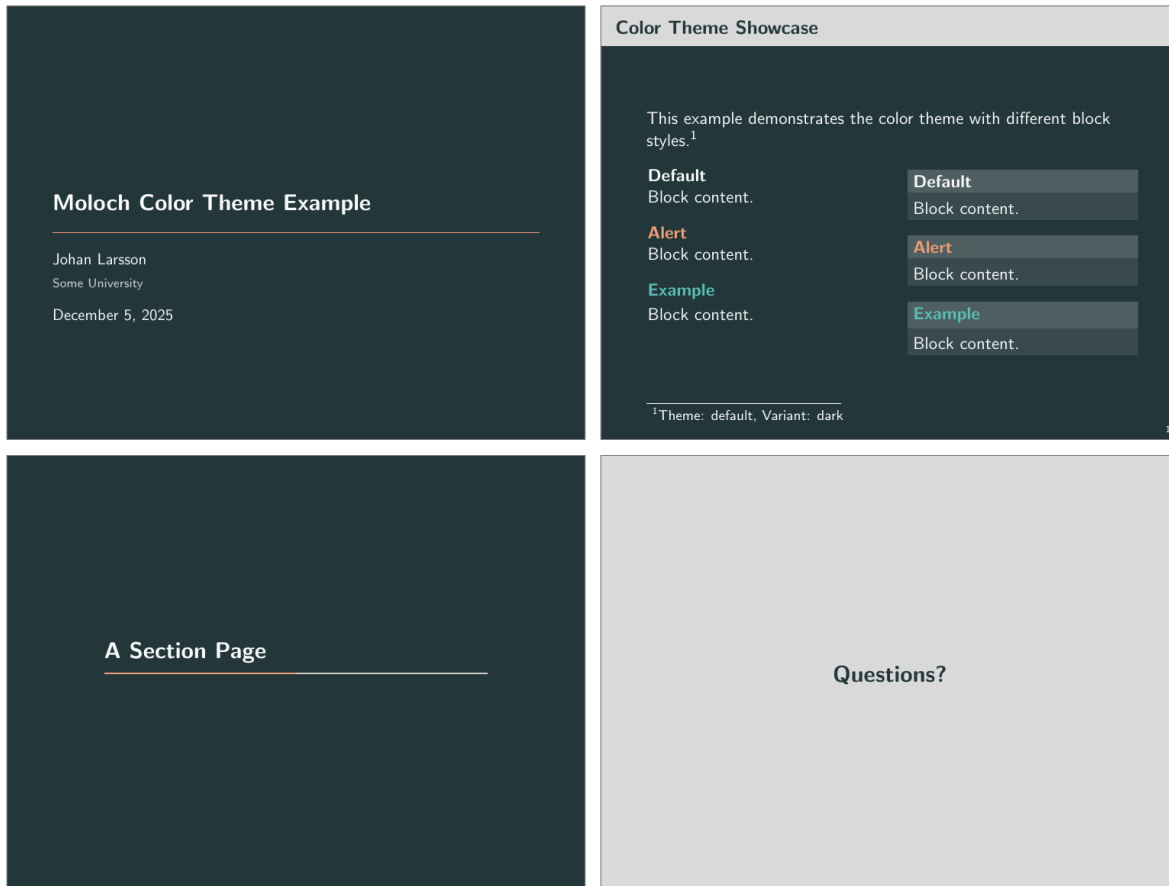 Moloch Color Theme Example
Johan Larsson
Some University
December 5, 2025
Color Theme Showcase
This example demonstrates the color theme with different block
styles.1
Default
Block content.
Alert
Block content.
Example
Block content.
Default
Block content.
Alert
Block content.
Example
Block content.
1Theme: default, Variant: dark
1
A Section Page
Questions?